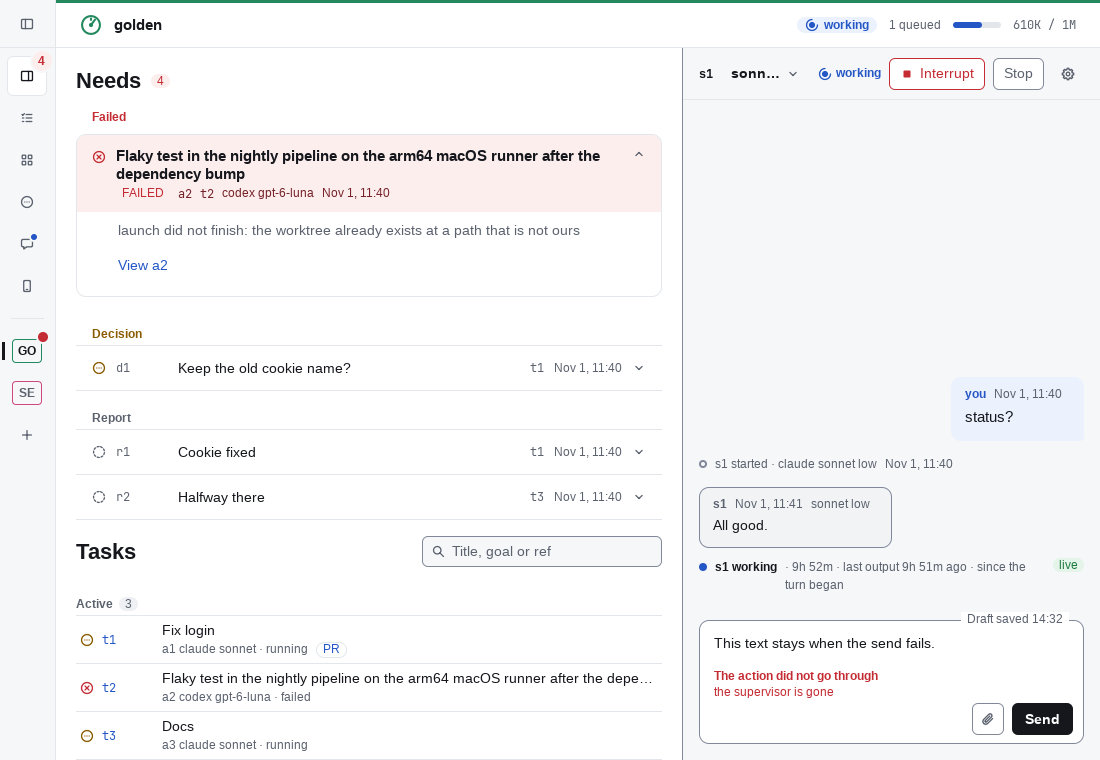 golden
working
1 queued
610K / 1M
4
GO
SE
Needs 4
Failed
Flaky test in the nightly pipeline on the arm64 macOS runner after the
dependency bump
FAILED a2 t2 codex gpt-6-luna Nov 1, 11:40
launch did not finish: the worktree already exists at a path that is not ours
View a2
Decision
d1 Keep the old cookie name? t1 Nov 1, 11:40
Report
r1 Cookie fixed t1 Nov 1, 11:40
r2 Halfway there t3 Nov 1, 11:40
Tasks
Title, goal or ref
Active 3
t1 Fix login
a1 claude sonnet · running PR
t2 Flaky test in the nightly pipeline on the arm64 macOS runner after the depe…
a2 codex gpt-6-luna · failed
t3 Docs
a3 claude sonnet · running
s1 sonn… working Interrupt Stop
you Nov 1, 11:40
status?
s1 started · claude sonnet low Nov 1, 11:40
s1 Nov 1, 11:41 sonnet low
All good.
s1 working · 9h 52m · last output 9h 51m ago · since the
turn began
live
Draft saved 14:32
This text stays when the send fails.
The action did not go through
the supervisor is gone
Send